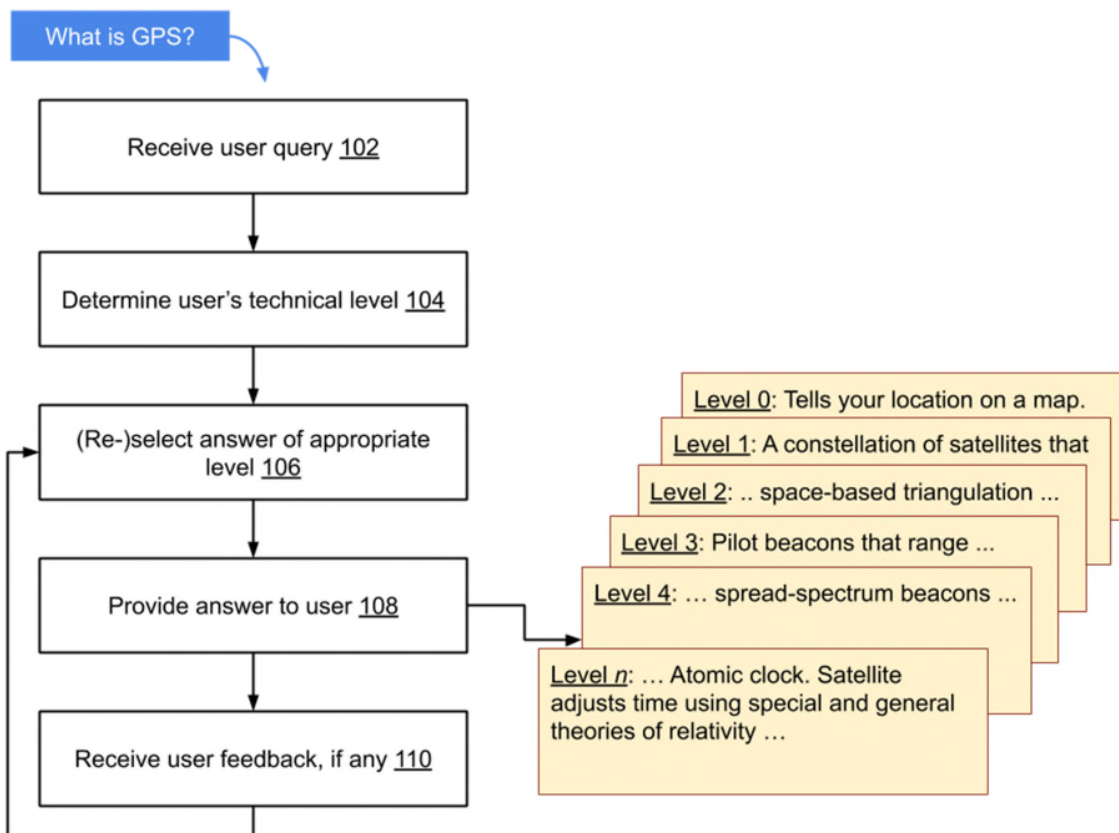 What is GPS?
Receive user query 102
Determine user's technical level 104
(Re-)select answer of appropriate
level 106
Provide answer to user 108
Receive user feedback, if any 110
Level 0: Tells your location on a map.
Level 1: A constellation of satellites that
Level 2: .. space-based triangulation ...
Level 3: Pilot beacons that range ...
Level 4: … spread-spectrum beacons ...
Level n: … Atomic clock. Satellite
adjusts time using special and general
theories of relativity …